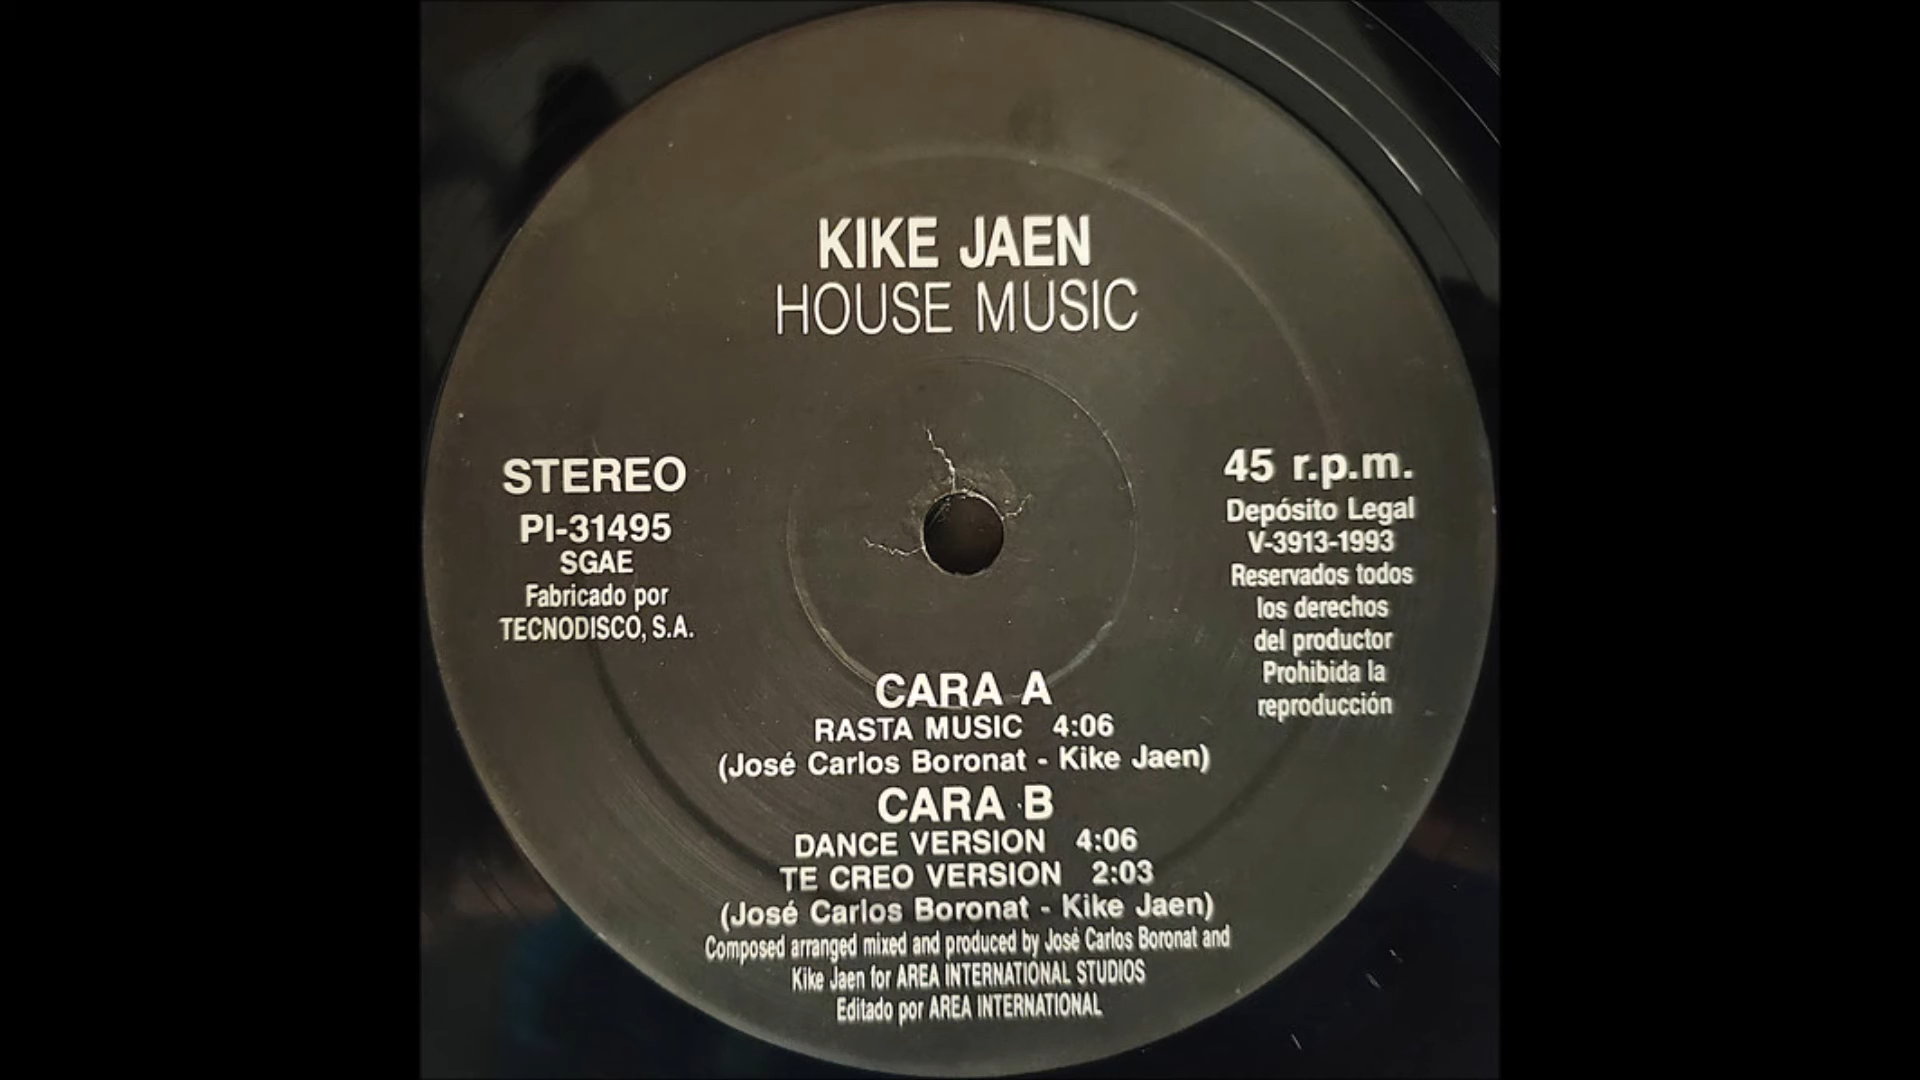 KIKE JAEN
HOUSE MUSIC
STEREO
PI-31495
SGAE
Fabricado por
TECNODISCO, S.A.
45 r.p.m.
Depósito Legal
V-3913-1993
Reservados todos
los derechos
del productor
Prohibida la
reproducción
CARA A
RASTA MUSIC 4:06
(José Carlos Boronat - Kike Jaen)
CARA B
DANCE VERSION 4:06
TE CREO VERSION 2:03
(José Carlos Boronat - Kike Jaen)
Composed arranged mixed and produced by José Carlos Boronat and
Kike Jaen for AREA INTERNATIONAL STUDIOS
Editado por AREA INTERNATIONAL